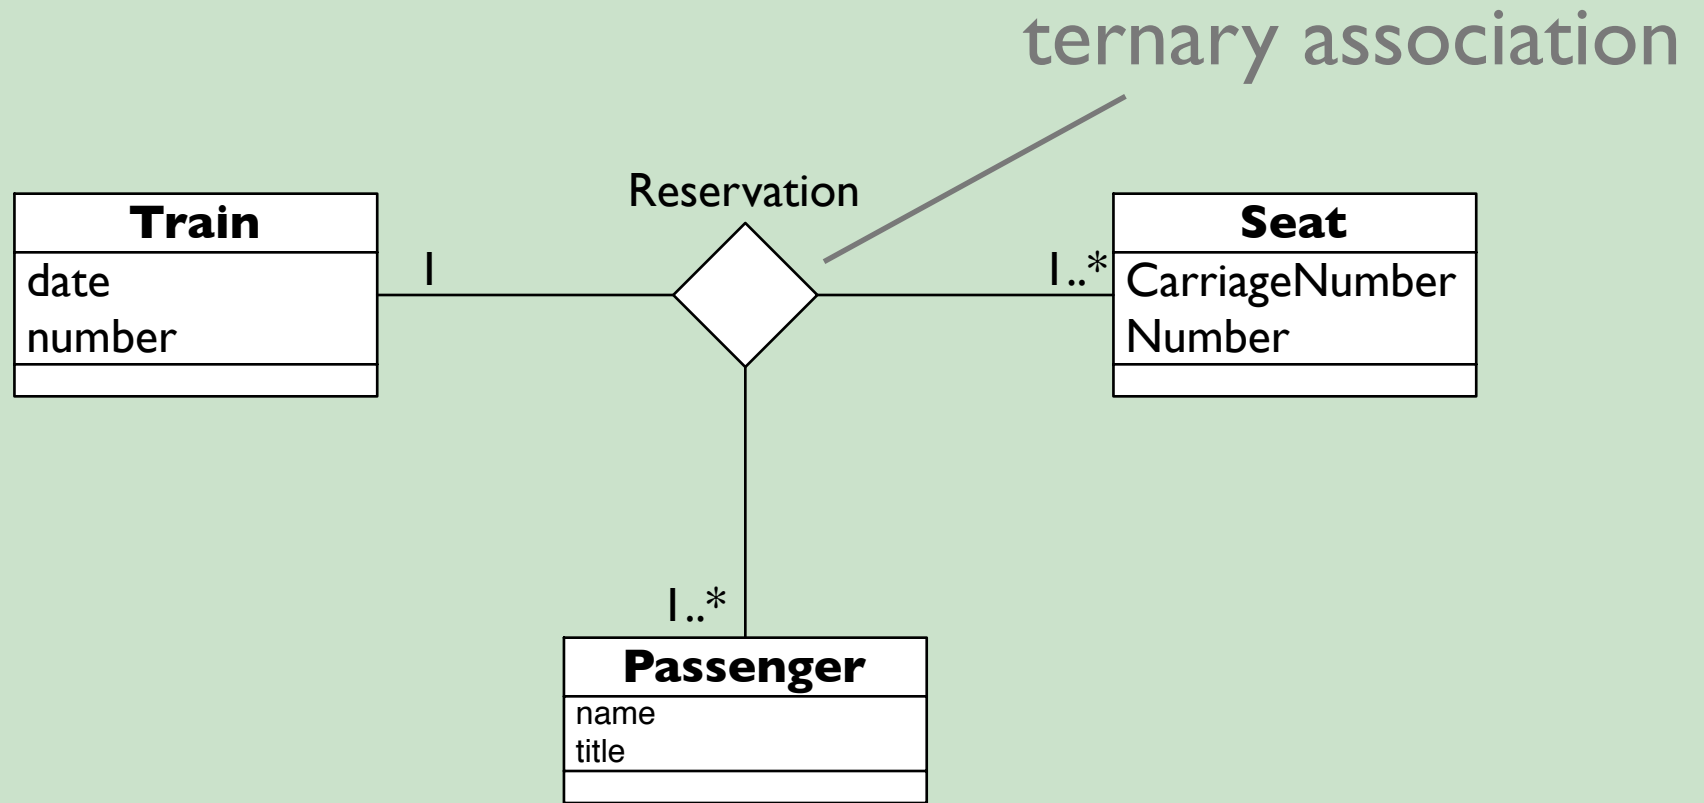 ternary association
Reservation
Train
date
number
1
1..*
Seat
CarriageNumber
Number
1..*
Passenger
name
title